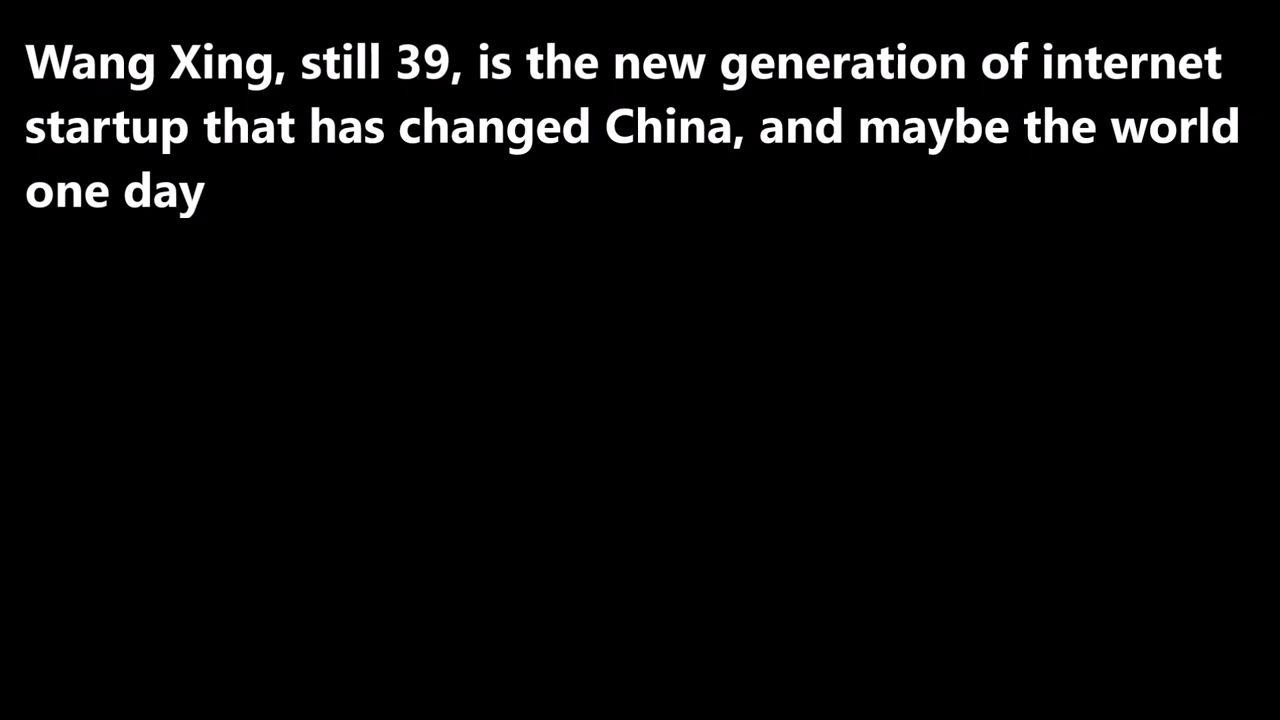 Wang Xing, still 39, is the new generation of internet
startup that has changed China, and maybe the world
one day